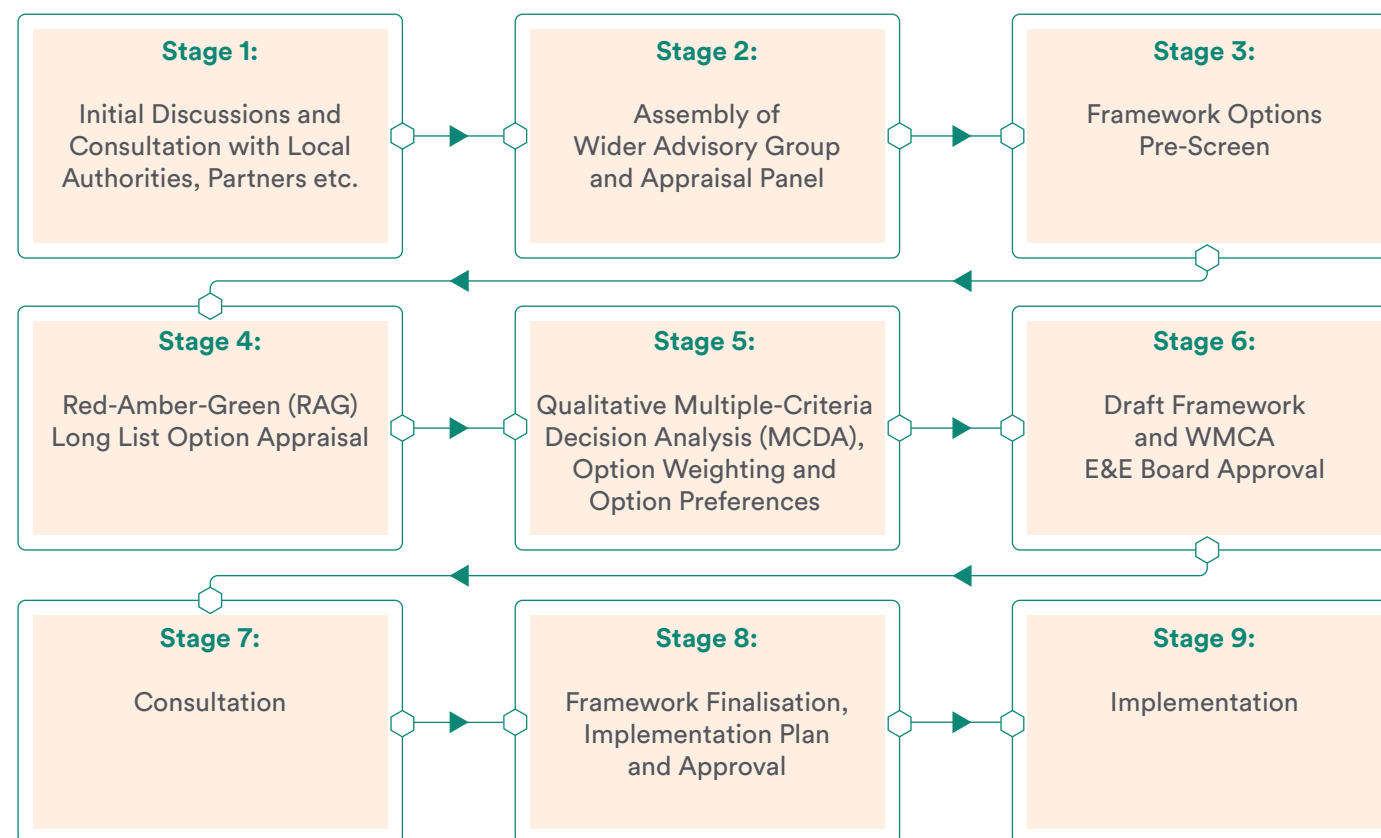 Stage 1:
Initial Discussions and
Consultation with Local
Authorities, Partners etc.
Stage 2:
Assembly of
Wider Advisory Group
and Appraisal Panel
Stage 3:
Framework Options
Pre-Screen
Stage 4:
Red-Amber-Green (RAG)
Long List Option Appraisal
Stage 5:
Qualitative Multiple-Criteria
Decision Analysis (MCDA),
Option Weighting and
Option Preferences
Stage 6:
Draft Framework
and WMCA
E&E Board Approval
Stage 7:
Consultation
Stage 8:
Framework Finalisation,
Implementation Plan
and Approval
Stage 9:
Implementation